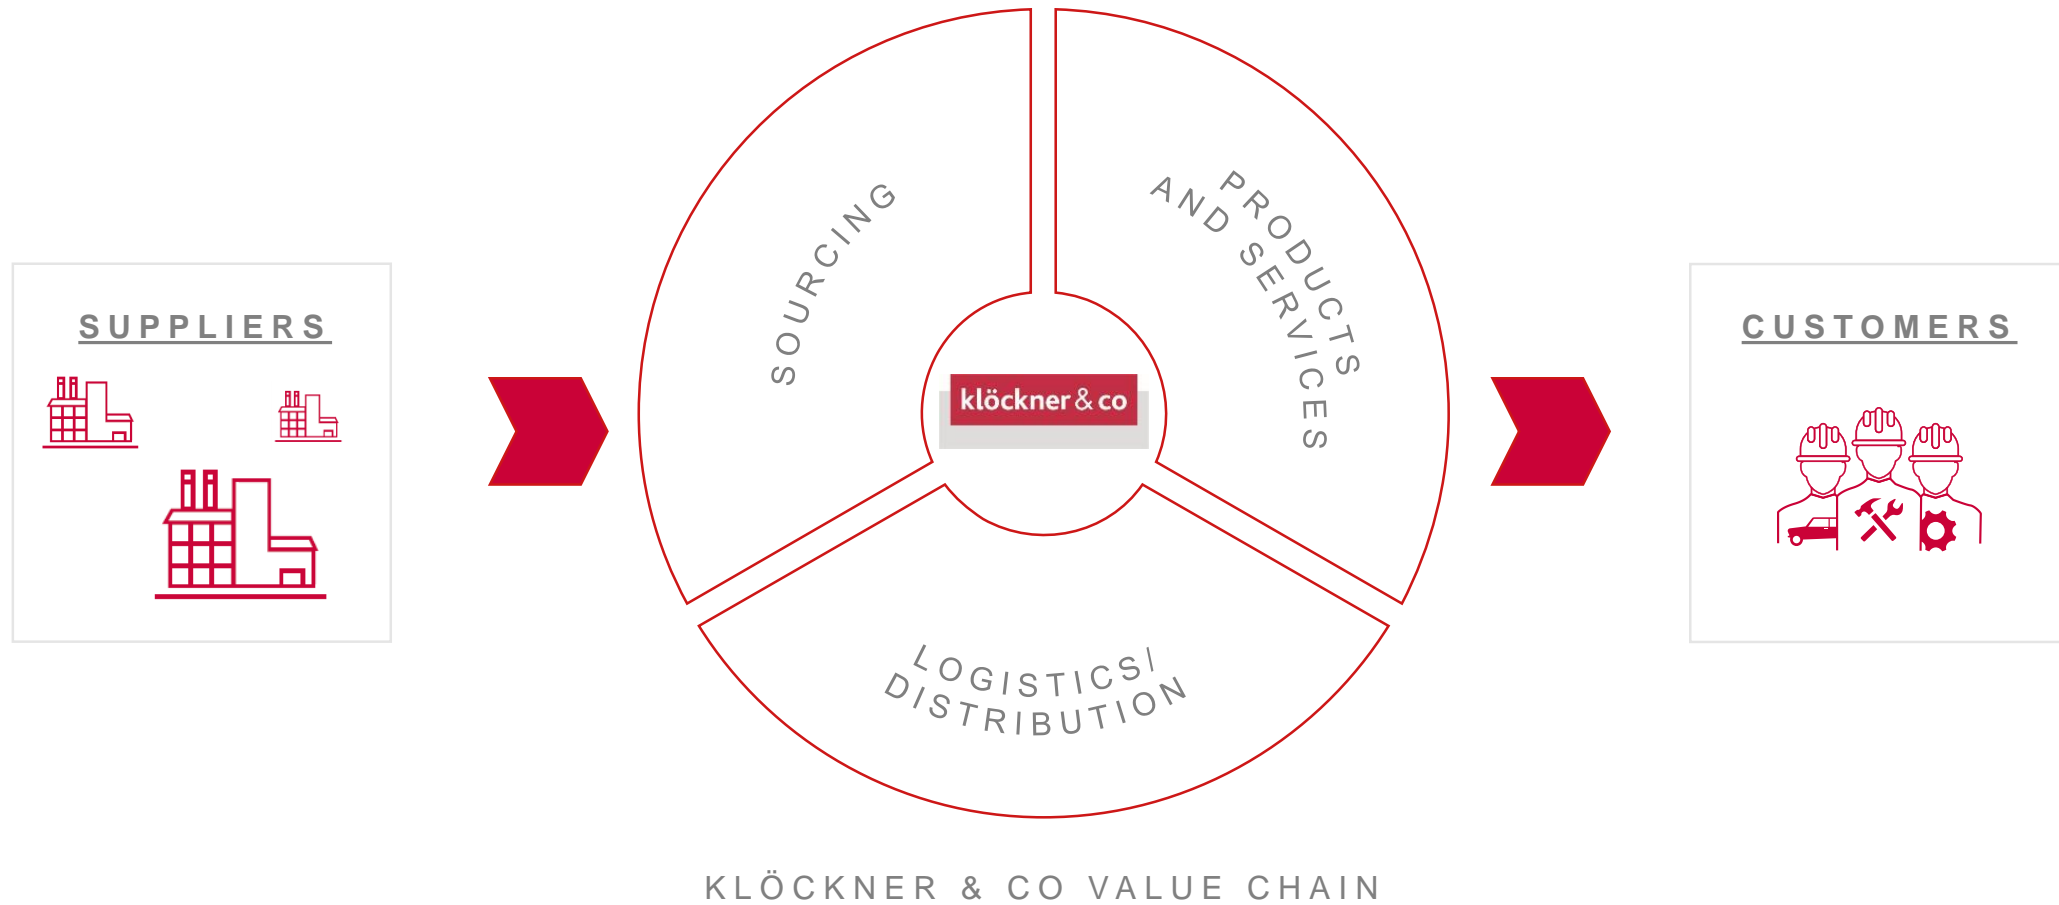 SUPPLIERS
SOURCING
klöckner & co
PRODUCTS
AND SERVICES
LOGISTICS/
DISTRIBUTION
CUSTOMERS
KLÖCKNER & CO VALUE CHAIN